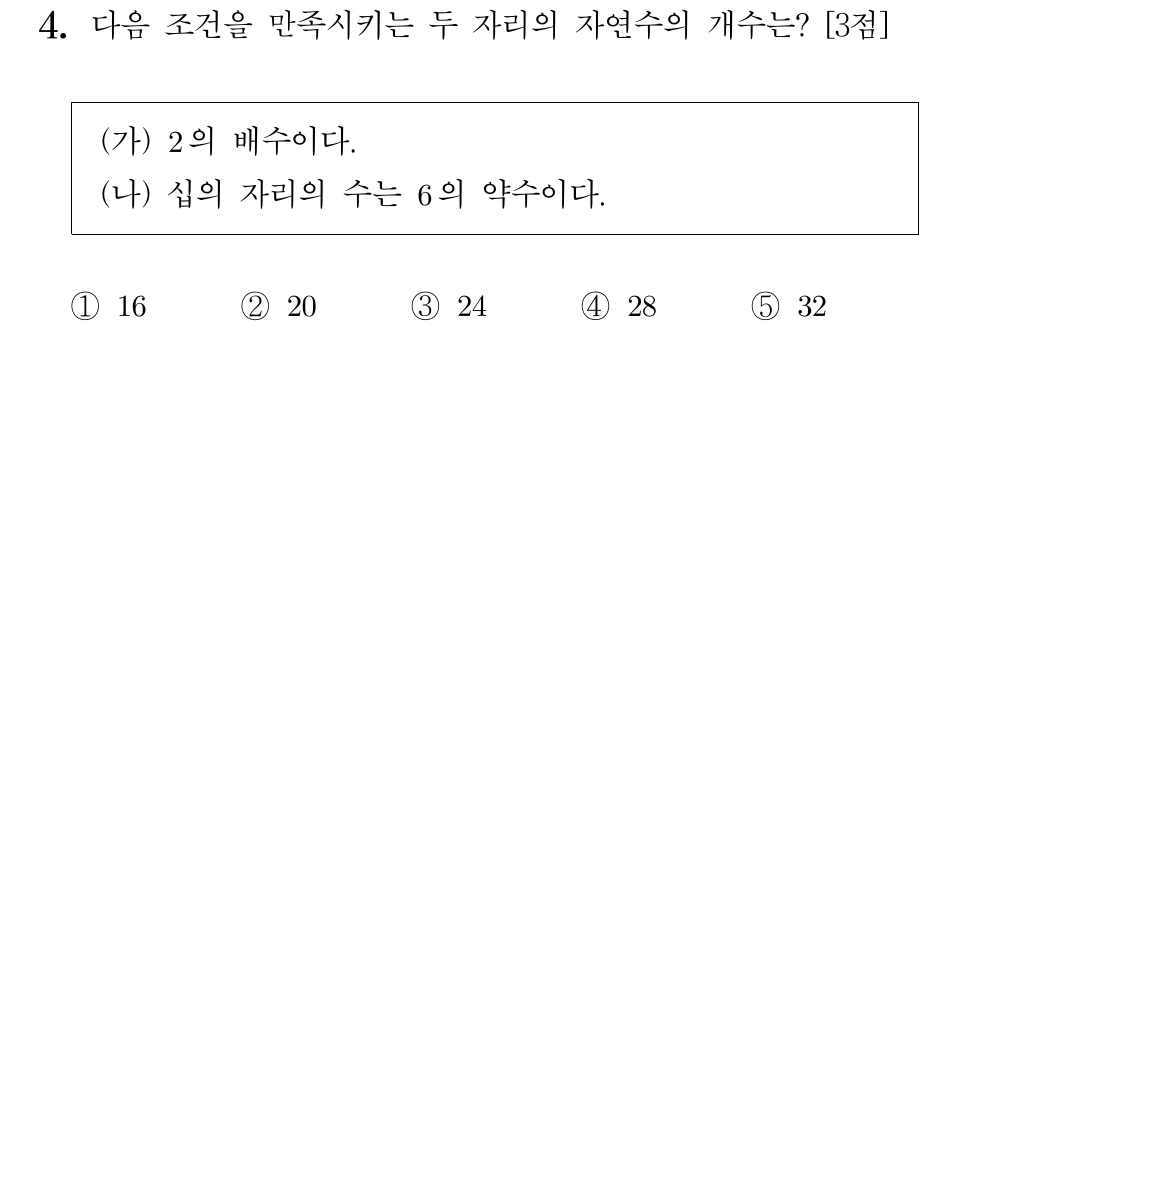 4. 다음 조건을 만족시키는 두 자리의 자연수의 개수는? [3점]
(가) 2의 배수이다.
(나) 십의 자리의 수는 6의 약수이다.
① 16 ② 20 ③ 24 ④ 28 ⑤ 32